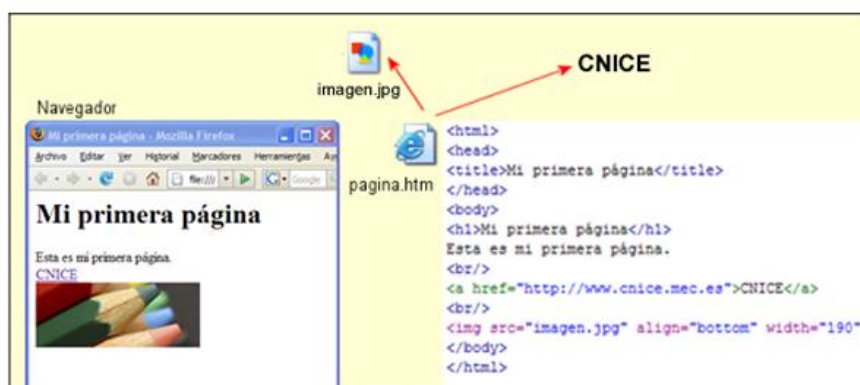 CNICE
imagen.jpg
Navegador
Mi primera página - Mozilla Firefox
Archivo Editar Ver Historial Marcadores Herramientas Ay
file:///
Google
pagina.htm
Mi primera página
Esta es mi primera página.
CNICE
<html>
<head>
<title>Mi primera página</title>
</head>
<body>
<h1>Mi primera página</h1>
Esta es mi primera página.
<br/>
<a href="http://www.cnice.mec.es">CNICE</a>
<br/>
<img src="imagen.jpg" align="bottom" width="190"
</body>
</html>